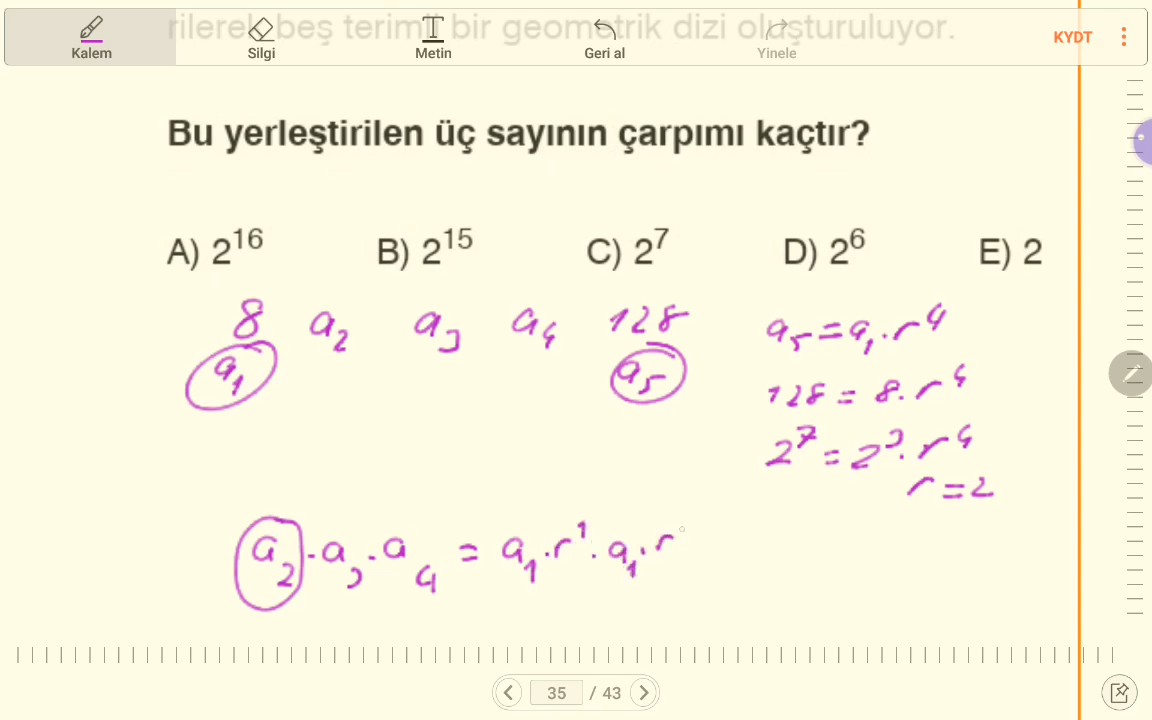 rilerek beş terimli bir geometrik dizi oluşturuluyor.
Kalem Silgi Metin Geri al Yinele KYDT
Bu yerleştirilen üç sayının çarpımı kaçtır?
A) 2^16 B) 2^15 C) 2^7 D) 2^6 E) 2
8 a₂ a₃ a₄ 128 a₅ = a₁ . r^4
a₁ a₅
128 = 8 . r^4
2^7 = 2^3 . r^4
r = 2
a₂ . a₃ . a₄ = a₁ . r^1 . a₁ . r
35 / 43